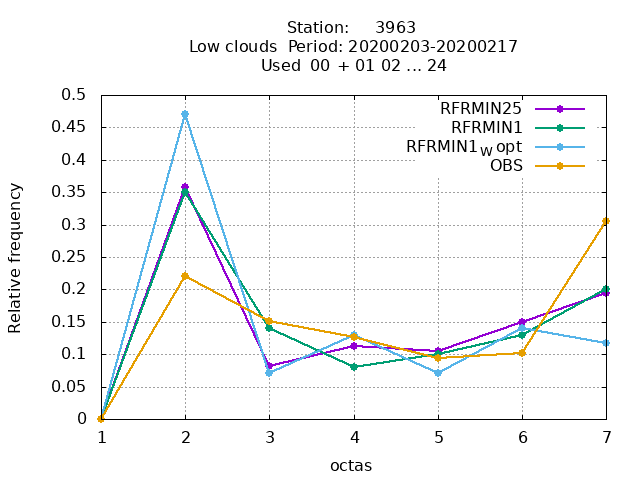 Station: 3963
Low clouds Period: 20200203-20200217
Used 00 + 01 02 ... 24
RFRMIN25
RFRMIN1
RFRMIN1W opt
OBS
Relative frequency
0.5
0.45
0.4
0.35
0.3
0.25
0.2
0.15
0.1
0.05
0
1 2 3 4 5 6 7
octas